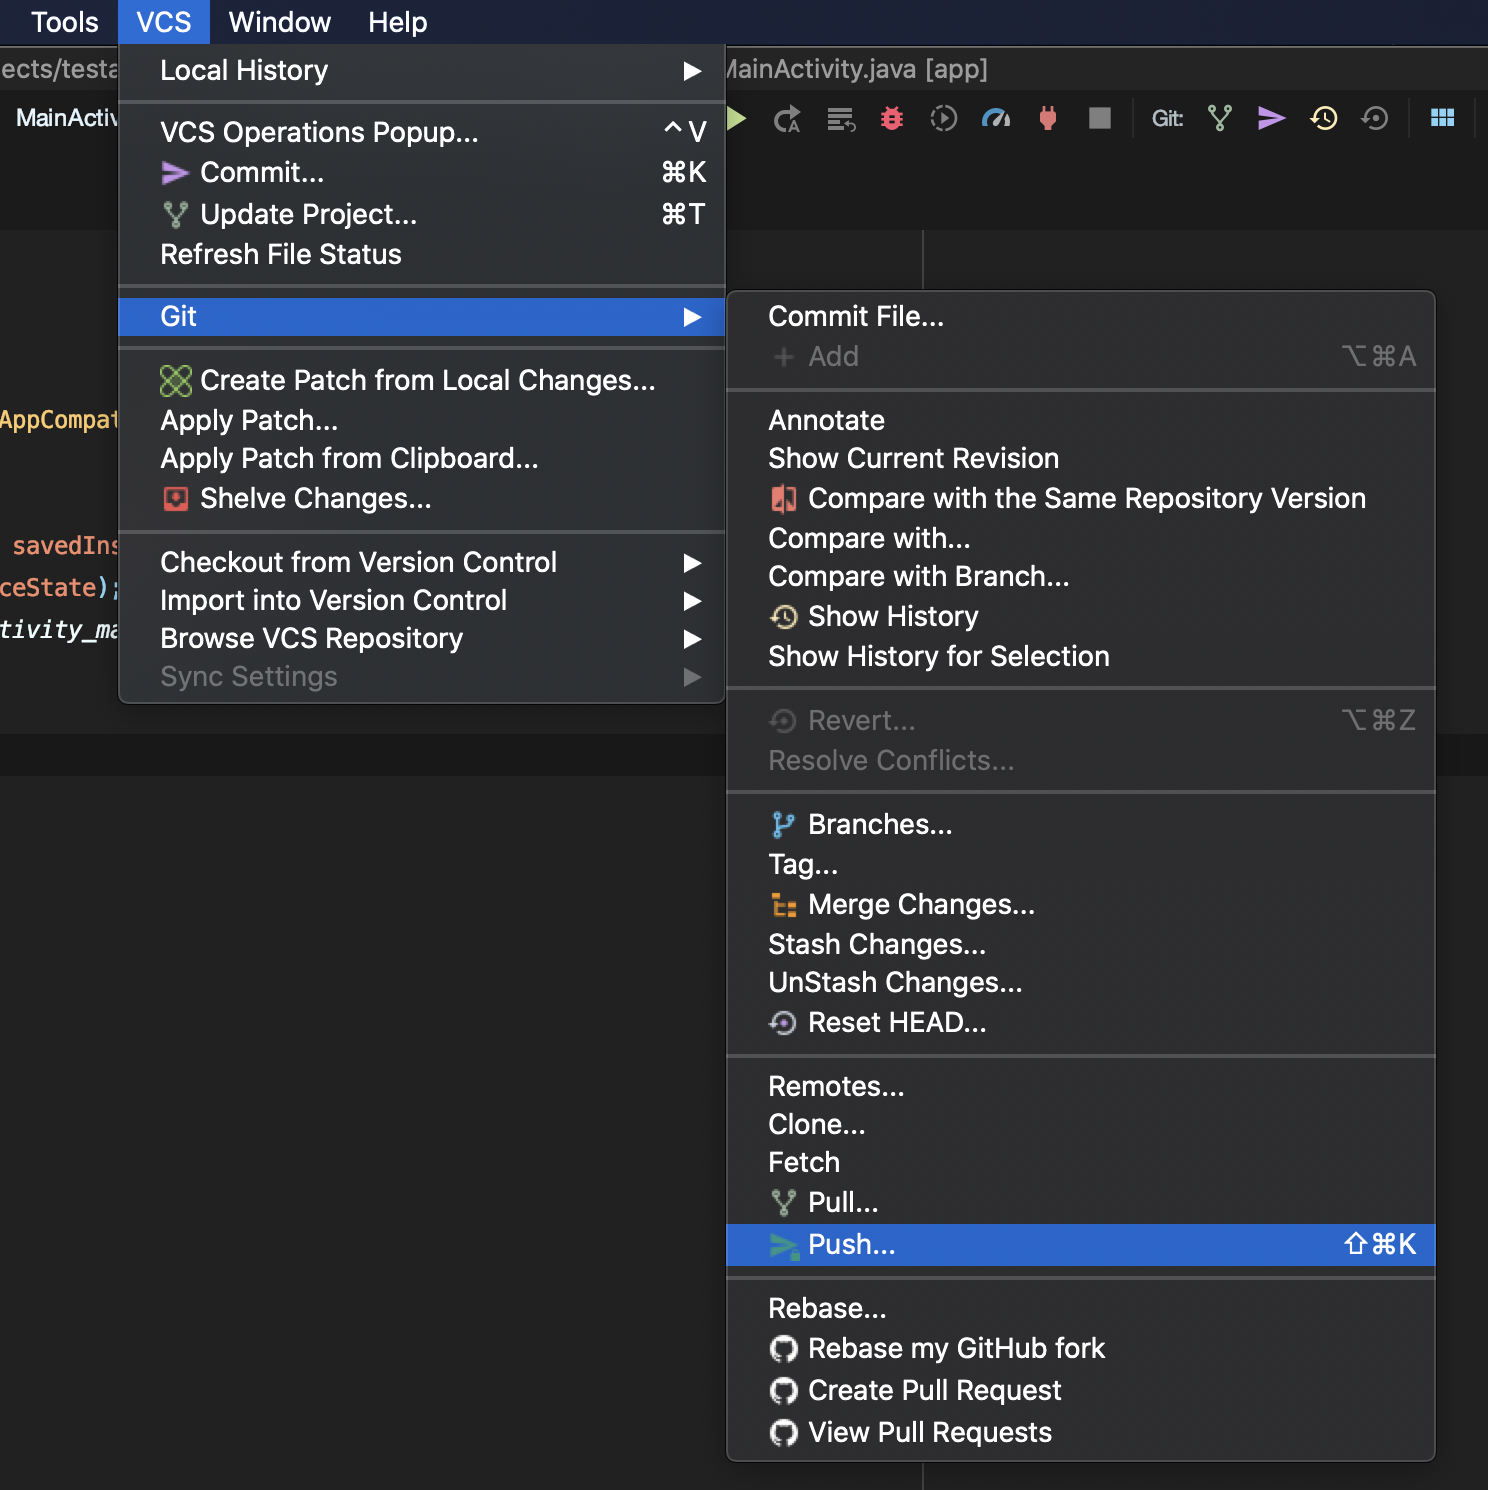 Tools VCS Window Help
ects/testa
MainActivity.java [app]
MainActiv
Git:
Local History
VCS Operations Popup... ^V
Commit... ⌘K
Update Project... ⌘T
Refresh File Status
Git
Create Patch from Local Changes...
Apply Patch...
Apply Patch from Clipboard...
Shelve Changes...
Checkout from Version Control
Import into Version Control
Browse VCS Repository
Sync Settings
Commit File...
Add ⌥⌘A
Annotate
Show Current Revision
Compare with the Same Repository Version
Compare with...
Compare with Branch...
Show History
Show History for Selection
Revert... ⌥⌘Z
Resolve Conflicts...
Branches...
Tag...
Merge Changes...
Stash Changes...
UnStash Changes...
Reset HEAD...
Remotes...
Clone...
Fetch
Pull...
Push... ⇧⌘K
Rebase...
Rebase my GitHub fork
Create Pull Request
View Pull Requests
AppCompat
savedIns
ceState);
tivity_ma